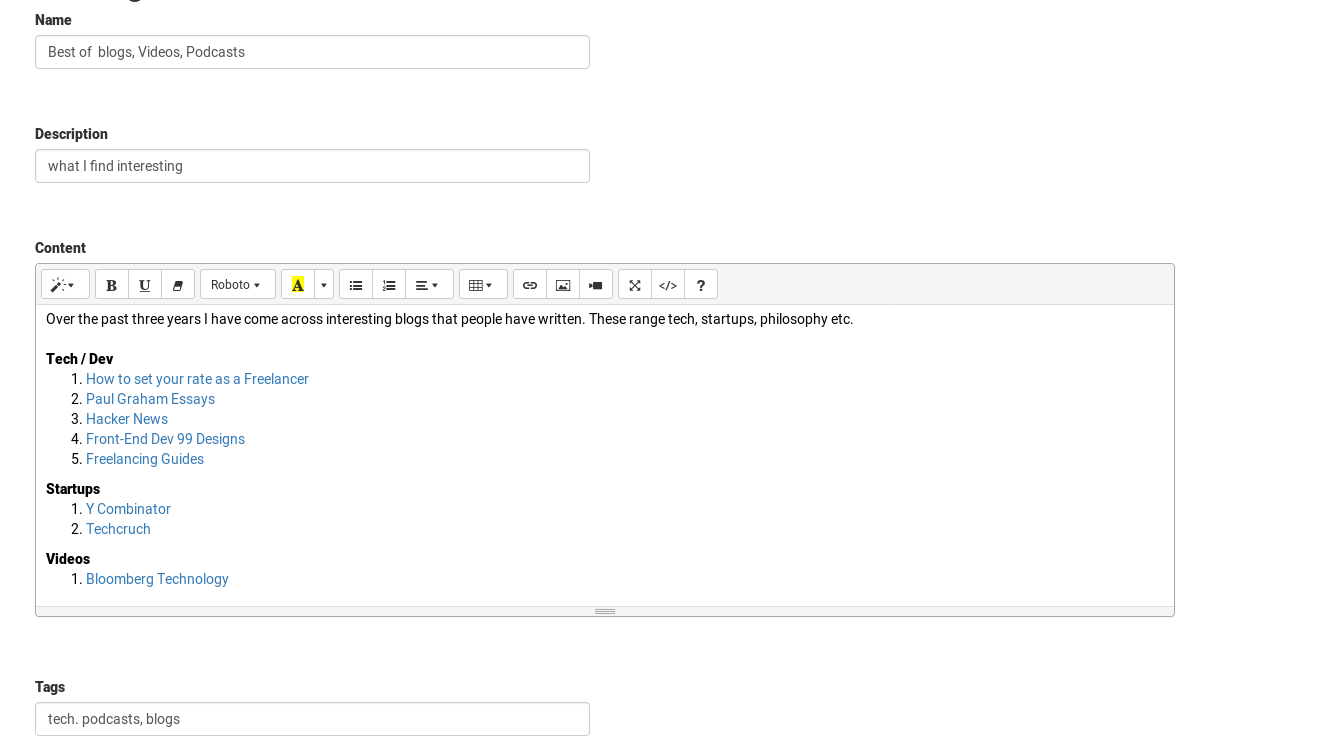 Name
Best of  blogs, Videos, Podcasts
Description
what I find interesting
Content
B U Roboto A </> ?
Over the past three years I have come across interesting blogs that people have written. These range tech, startups, philosophy etc.
Tech / Dev
1. How to set your rate as a Freelancer
2. Paul Graham Essays
3. Hacker News
4. Front-End Dev 99 Designs
5. Freelancing Guides
Startups
1. Y Combinator
2. Techcruch
Videos
1. Bloomberg Technology
Tags
tech. podcasts, blogs